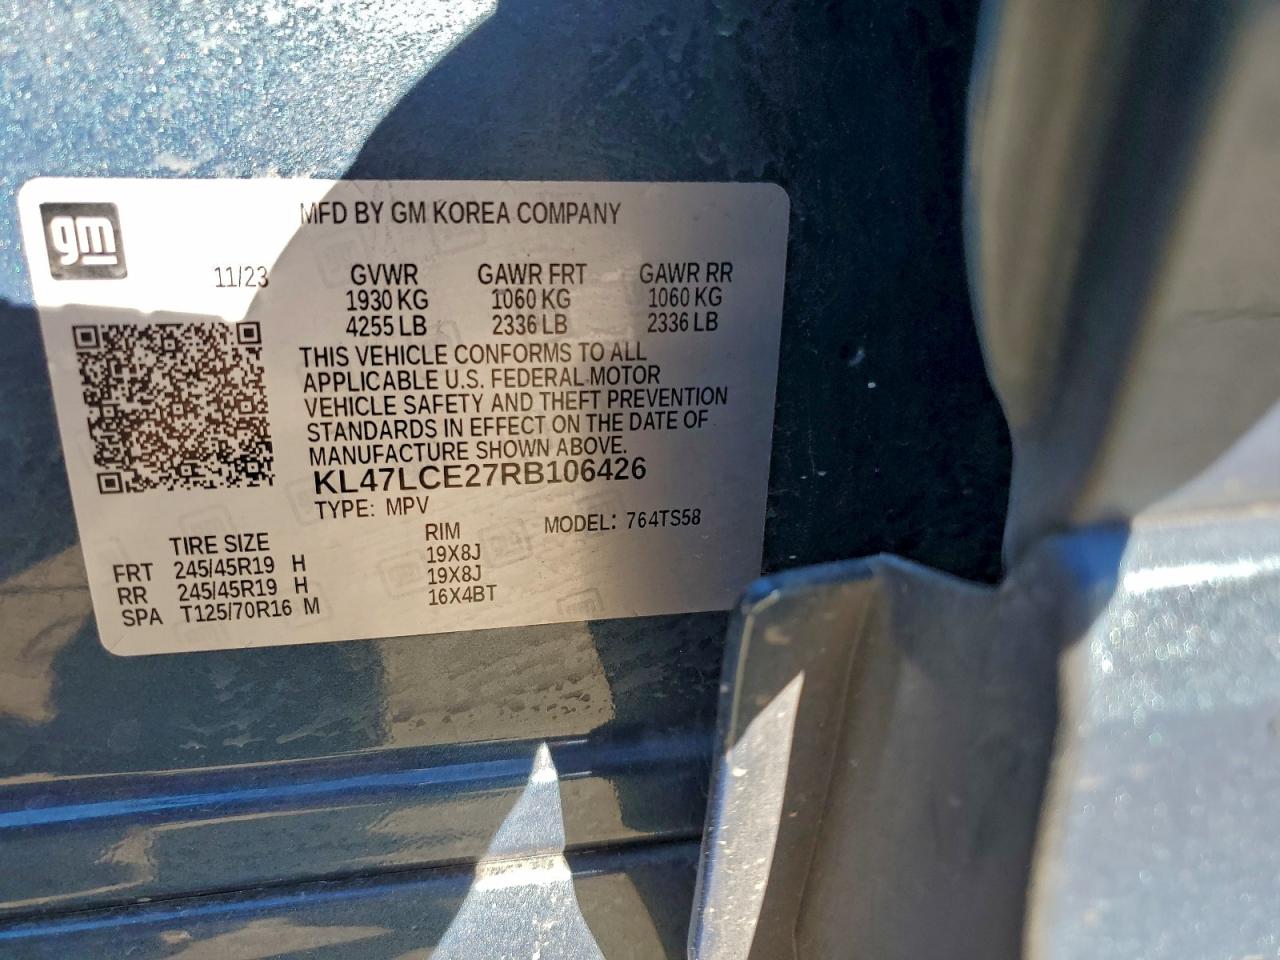 gm
MFD BY GM KOREA COMPANY
11/23 GVWR GAWR FRT GAWR RR
1930 KG 1060 KG 1060 KG
4255 LB 2336 LB 2336 LB
THIS VEHICLE CONFORMS TO ALL
APPLICABLE U.S. FEDERAL MOTOR
VEHICLE SAFETY AND THEFT PREVENTION
STANDARDS IN EFFECT ON THE DATE OF
MANUFACTURE SHOWN ABOVE.
KL47LCE27RB106426
TYPE: MPV
MODEL: 764TS58
TIRE SIZE RIM
FRT 245/45R19 H 19X8J
RR 245/45R19 H 19X8J
SPA T125/70R16 M 16X4BT